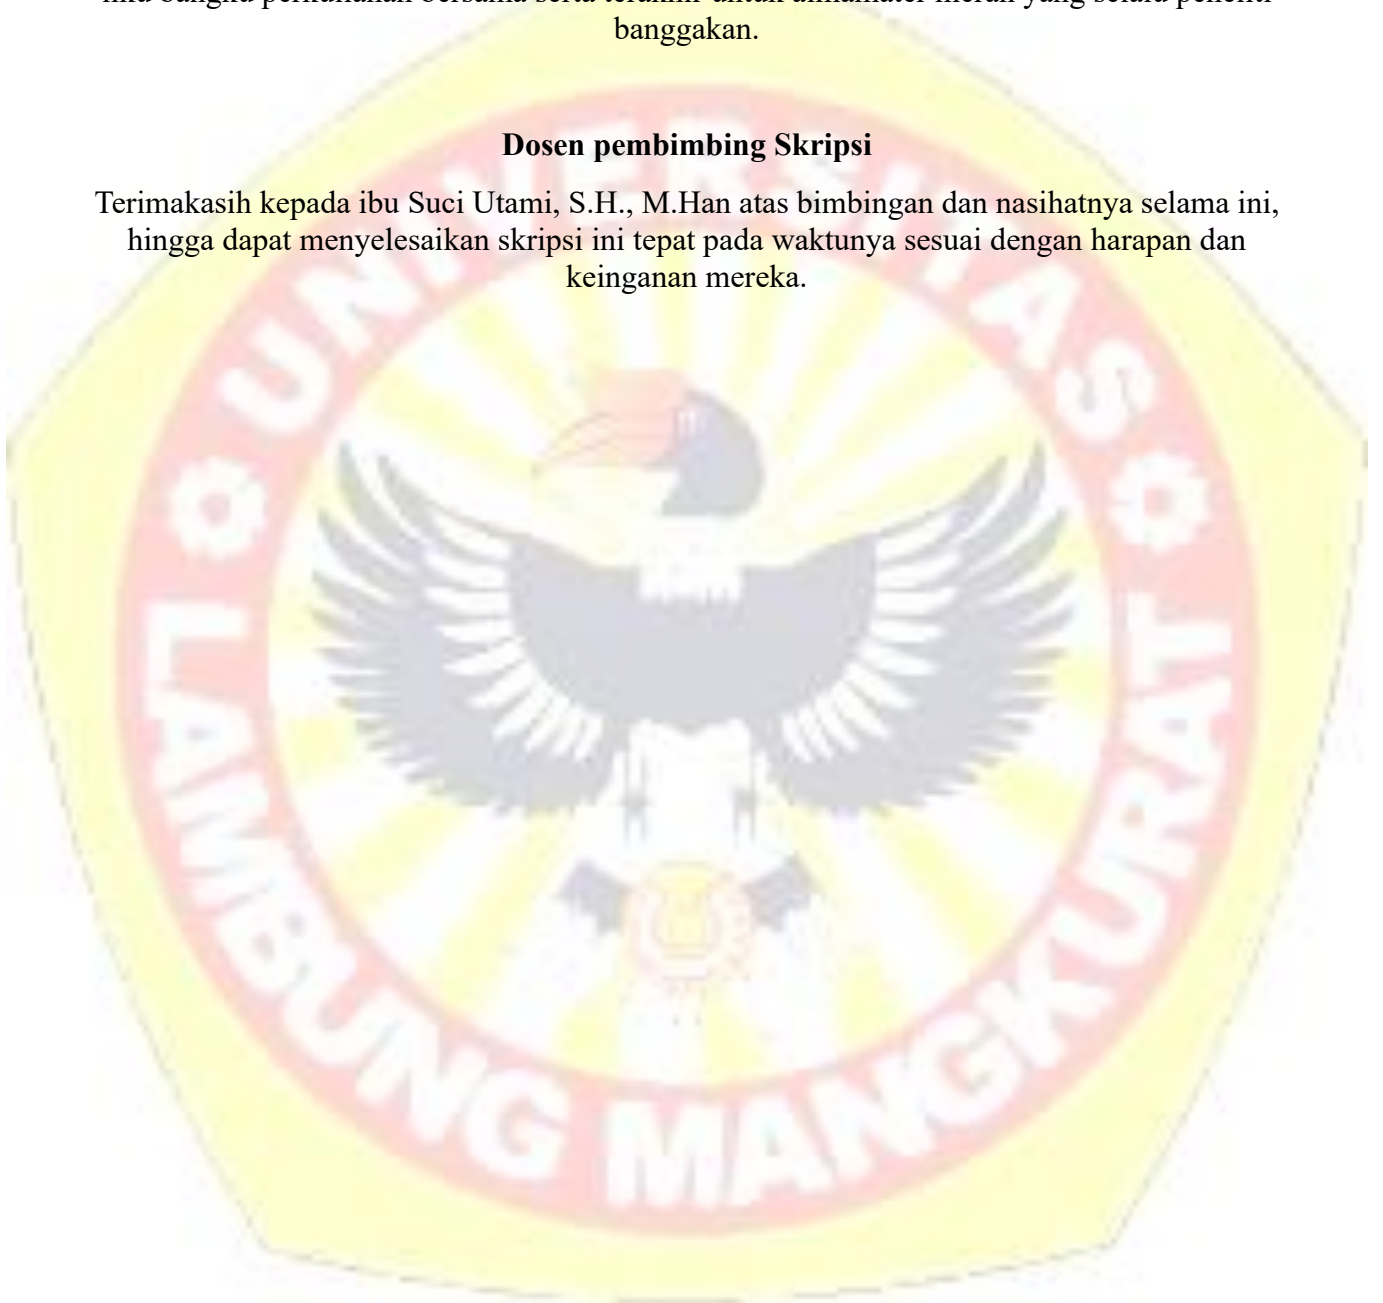 banggakan.
Dosen pembimbing Skripsi
Terimakasih kepada ibu Suci Utami, S.H., M.Han atas bimbingan dan nasihatnya selama ini,
hingga dapat menyelesaikan skripsi ini tepat pada waktunya sesuai dengan harapan dan
keinganan mereka.
UNIVERSITAS
LAMBUNG MANGKURAT